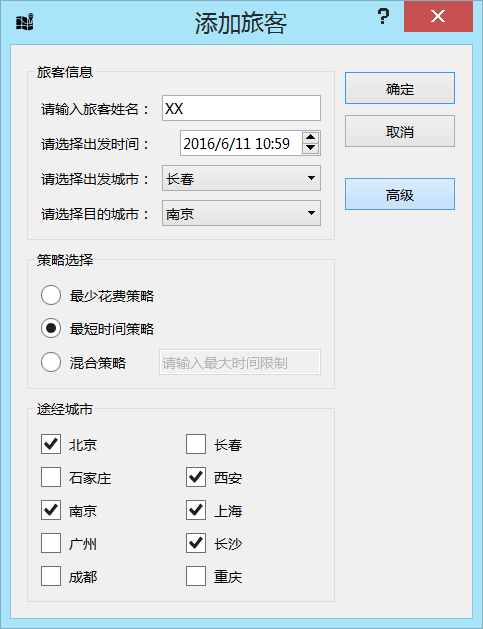 添加旅客
?
旅客信息
请输入旅客姓名： XX
请选择出发时间： 2016/6/11 10:59
请选择出发城市： 长春
请选择目的城市： 南京
确定
取消
高级
策略选择
最少花费策略
最短时间策略
混合策略 请输入最大时间限制
途经城市
北京 长春
石家庄 西安
南京 上海
广州 长沙
成都 重庆